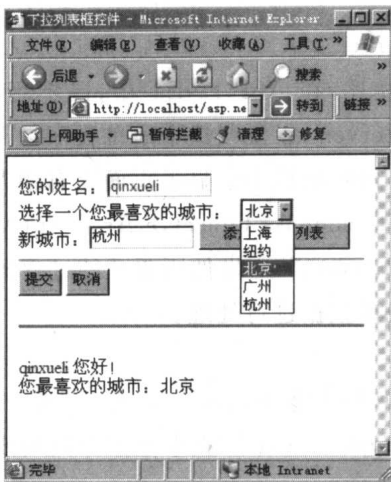 下拉列表框控件 - Microsoft Internet Explorer
文件(F) 编辑(E) 查看(V) 收藏(A) 工具(T) »
后退 搜索 »
地址(D) http://localhost/asp.ne 转到 链接 »
上网助手 暂停拦截 清理 修复
您的姓名： qinxueli
选择一个您最喜欢的城市： 北京
新城市： 杭州 添 列表
上海
纽约
北京
广州
杭州
提交 取消
qinxueli 您好!
您最喜欢的城市：北京
完毕 本地 Intranet